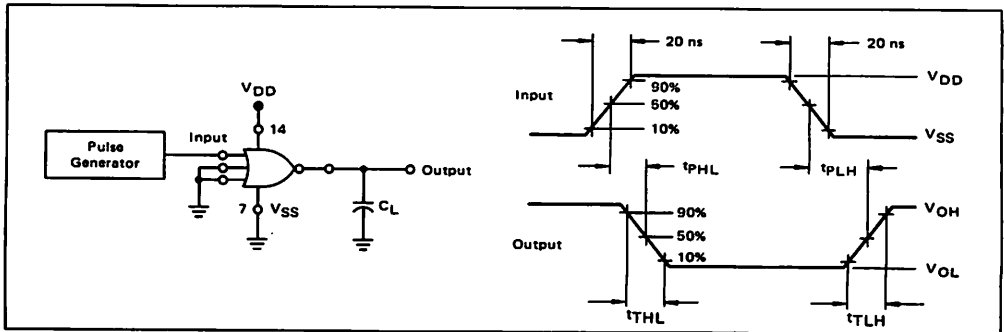 VDD
14
Input
Pulse
Generator
Output
CL
7
VSS
20 ns
20 ns
Input
90%
50%
10%
VDD
VSS
tPHL
tPLH
Output
90%
50%
10%
VOH
VOL
tTHL
tTLH